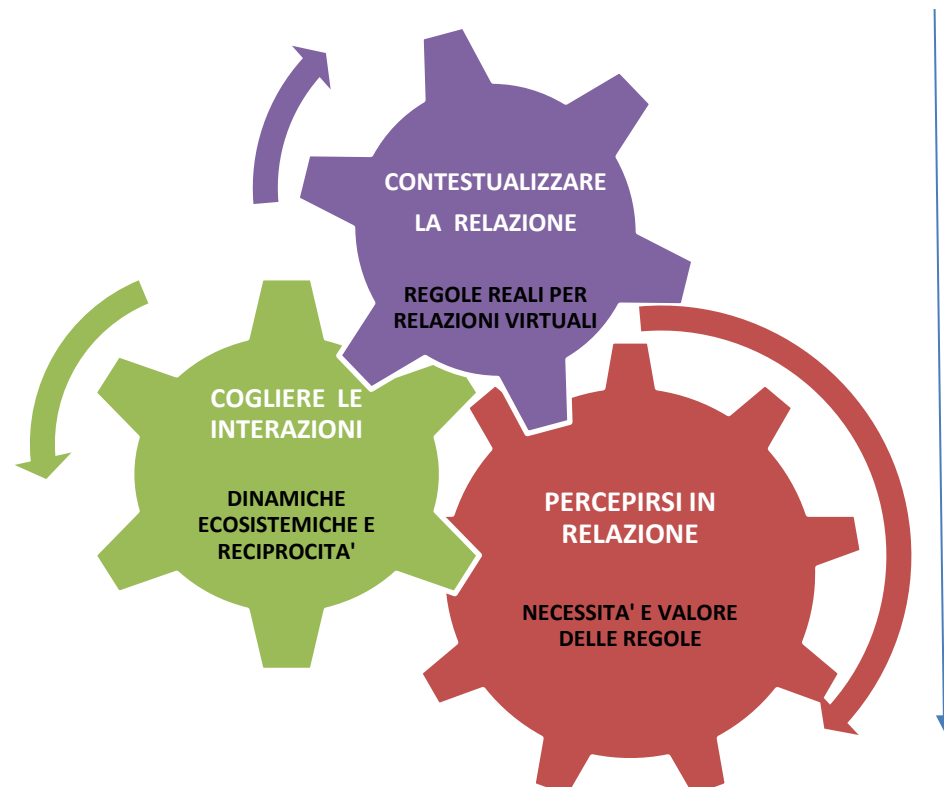 CONTESTUALIZZARE
LA RELAZIONE
REGOLE REALI PER
RELAZIONI VIRTUALI
COGLIERE LE
INTERAZIONI
DINAMICHE
ECOSISTEMICHE E
RECIPROCITA'
PERCEPIRSI IN
RELAZIONE
NECESSITA' E VALORE
DELLE REGOLE